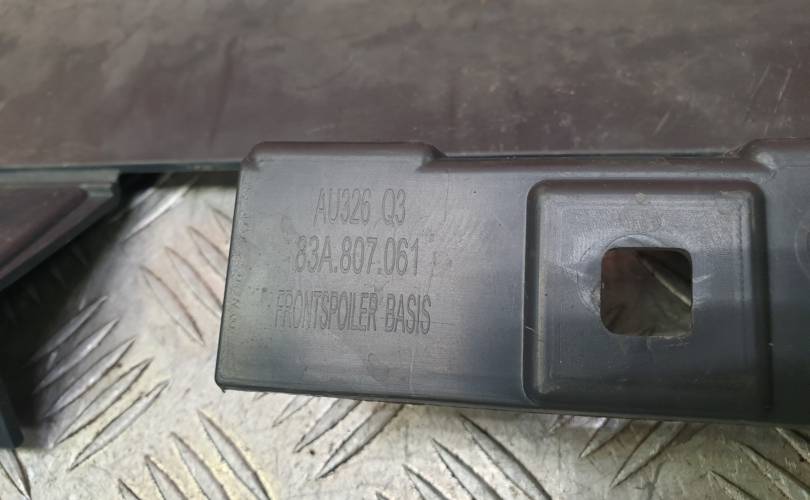 AU326 Q3
83A.807.061
FRONTSPOILER BASIS